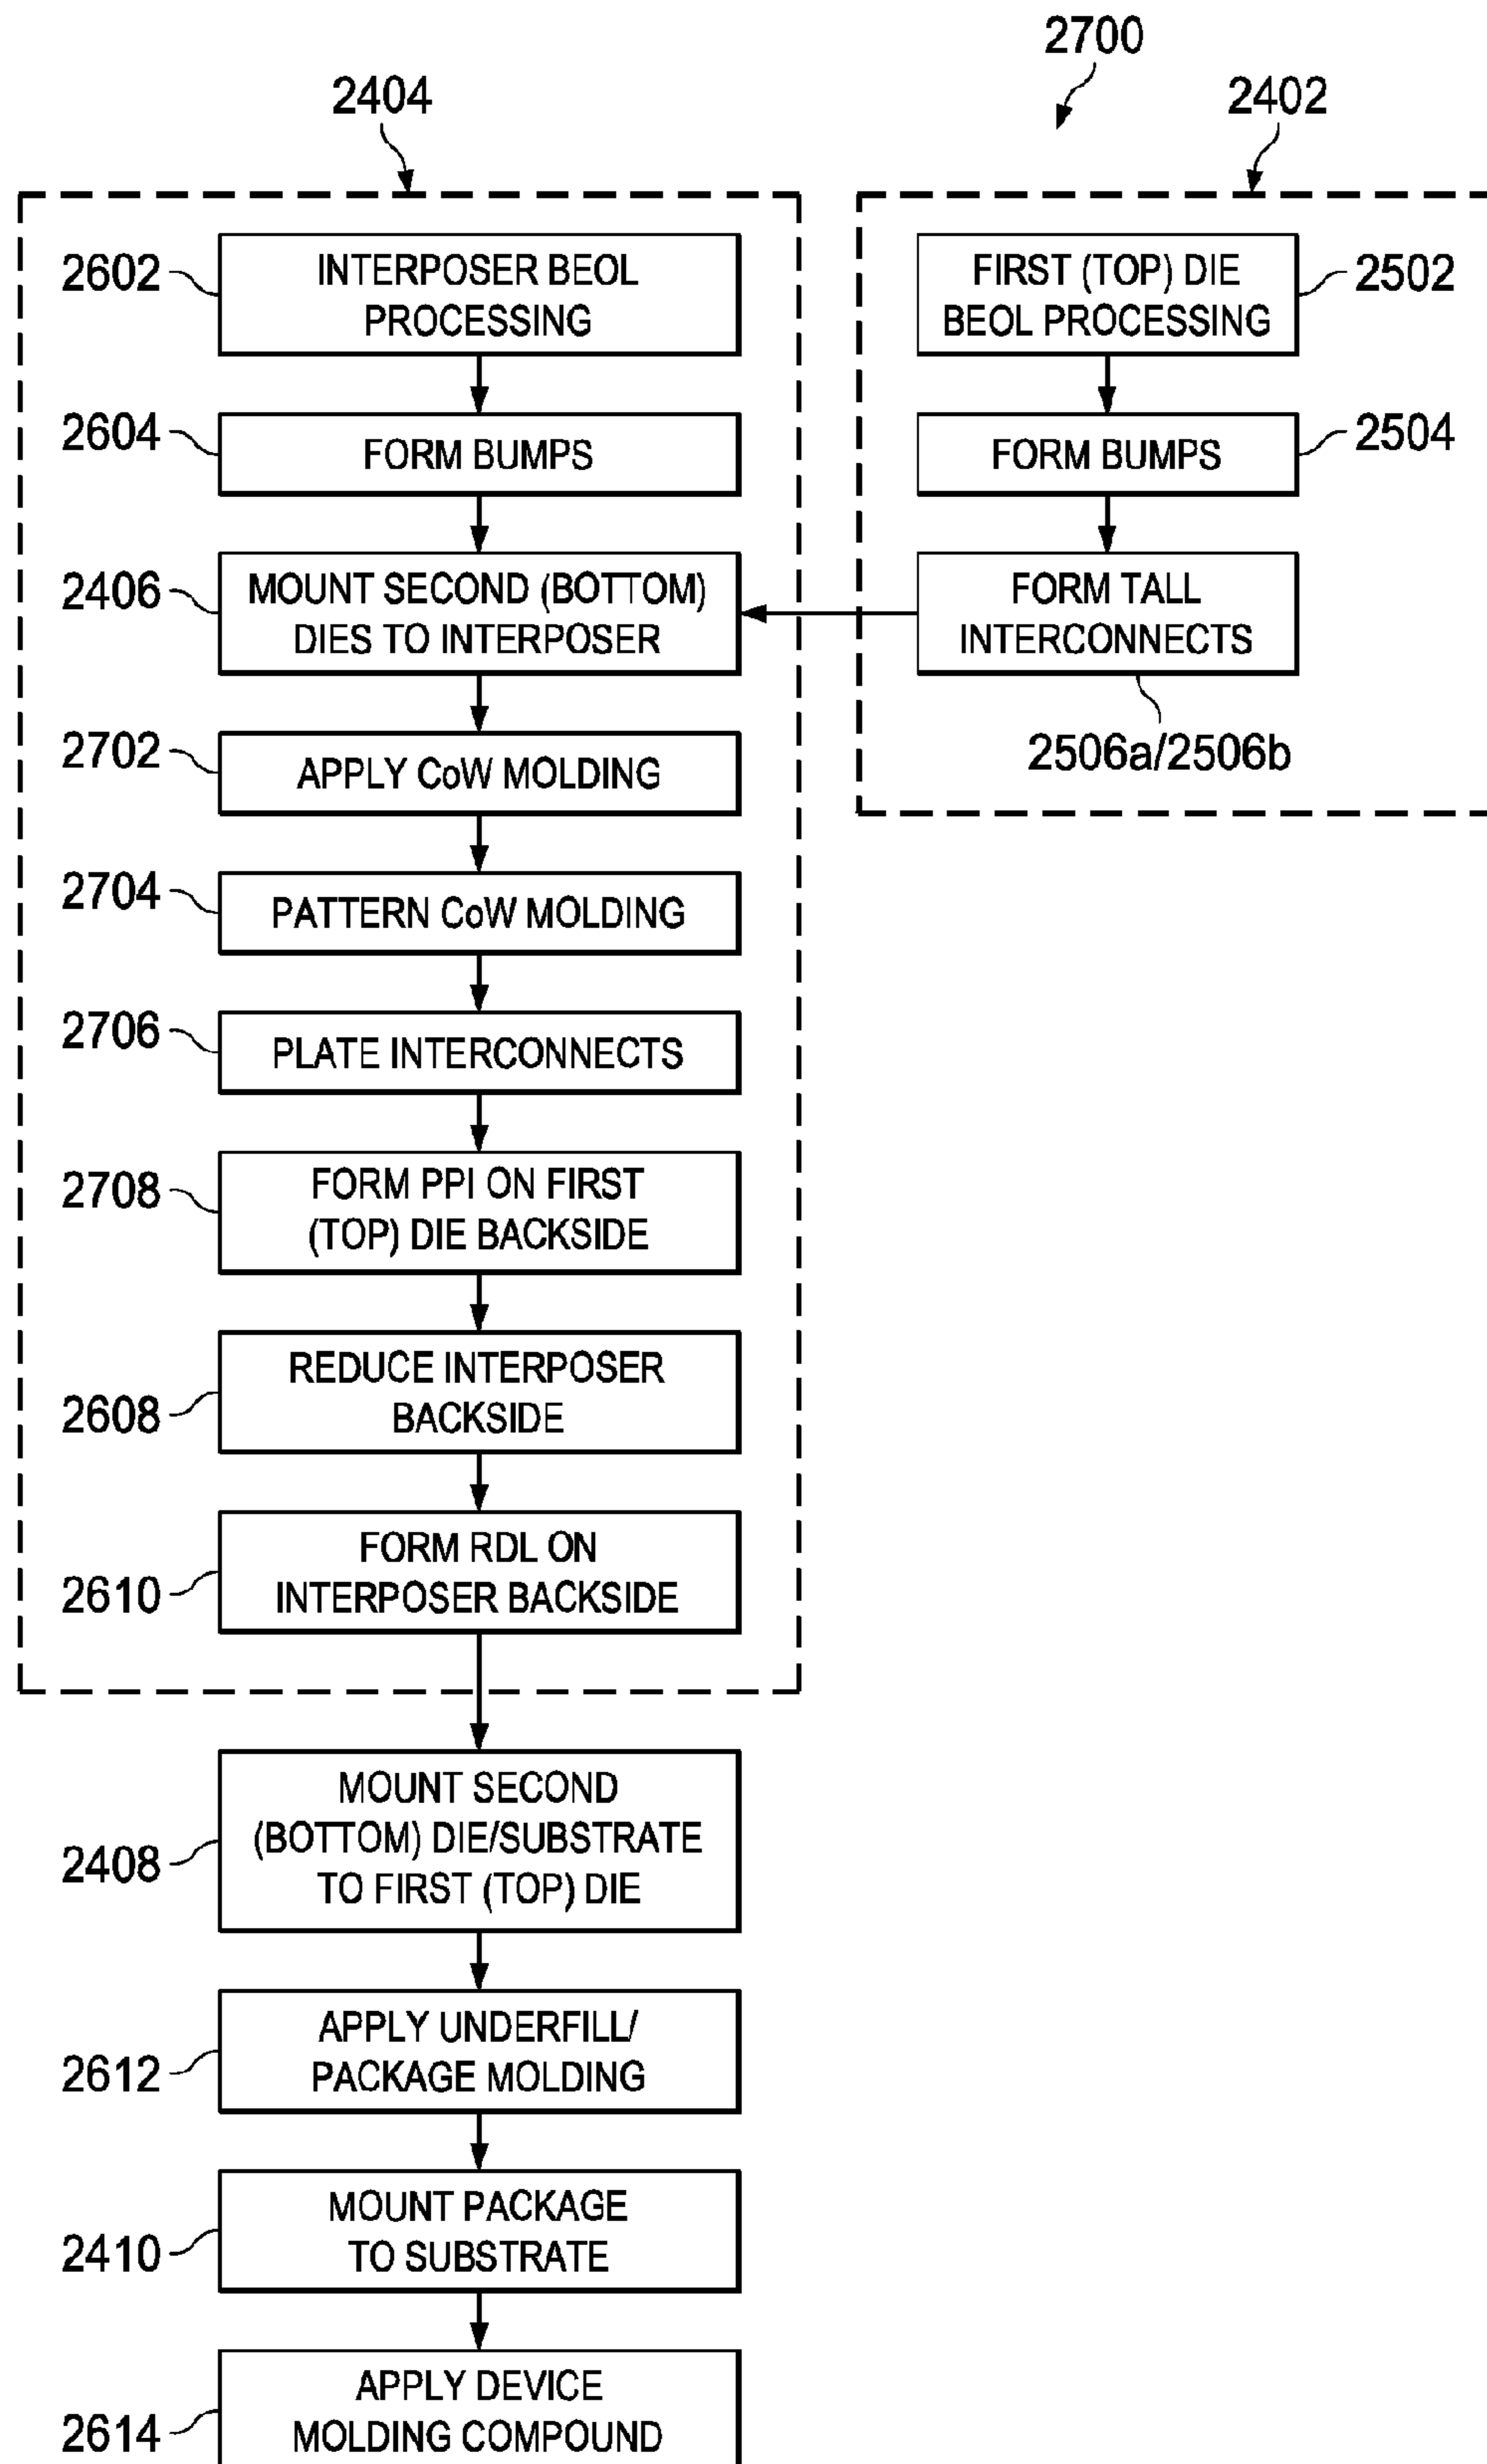 2700
2404
2402
2602
INTERPOSER BEOL
PROCESSING
FIRST (TOP) DIE
BEOL PROCESSING
2502
2604
FORM BUMPS
FORM BUMPS
2504
2406
MOUNT SECOND (BOTTOM)
DIES TO INTERPOSER
FORM TALL
INTERCONNECTS
2506a/2506b
2702
APPLY CoW MOLDING
2704
PATTERN CoW MOLDING
2706
PLATE INTERCONNECTS
2708
FORM PPI ON FIRST
(TOP) DIE BACKSIDE
2608
REDUCE INTERPOSER
BACKSIDE
2610
FORM RDL ON
INTERPOSER BACKSIDE
2408
MOUNT SECOND
(BOTTOM) DIE/SUBSTRATE
TO FIRST (TOP) DIE
2612
APPLY UNDERFILL/
PACKAGE MOLDING
2410
MOUNT PACKAGE
TO SUBSTRATE
2614
APPLY DEVICE
MOLDING COMPOUND